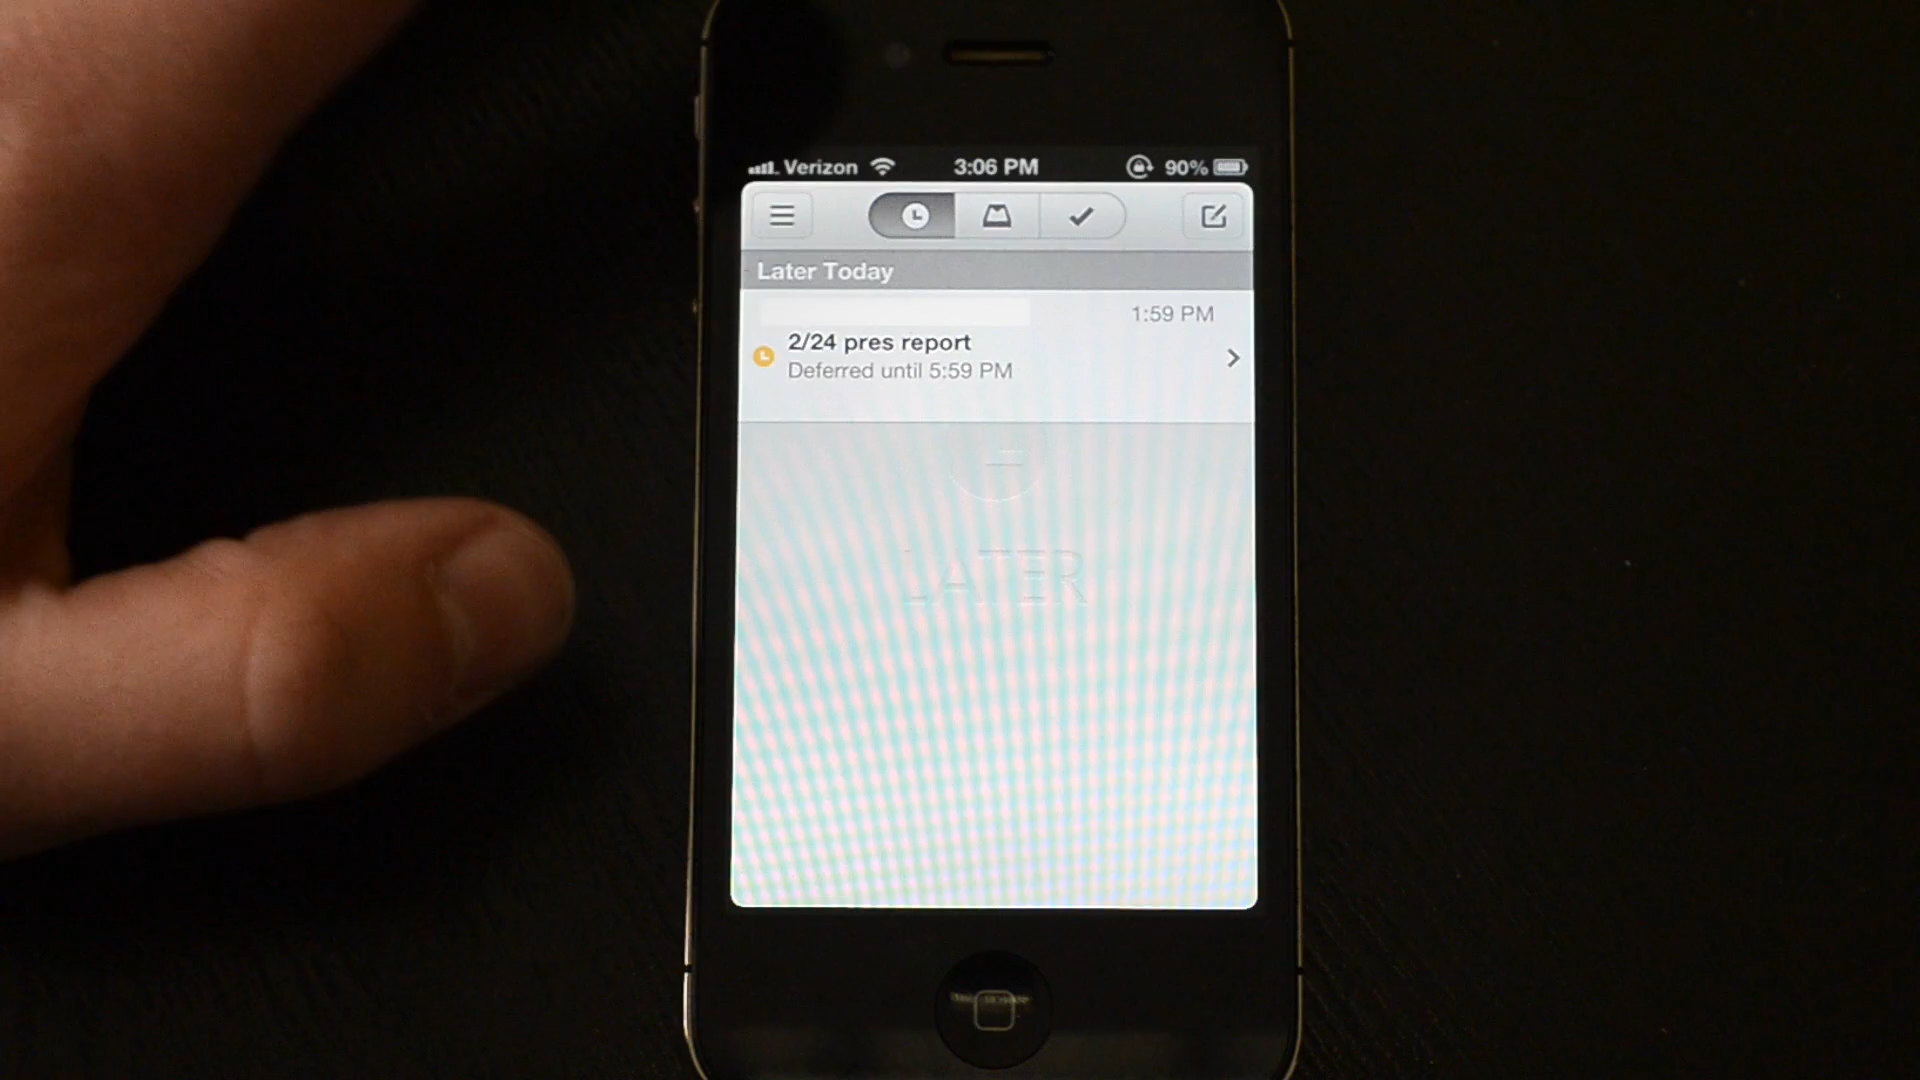 Verizon 3:06 PM 90%
Later Today
1:59 PM
2/24 pres report
Deferred until 5:59 PM
LATER